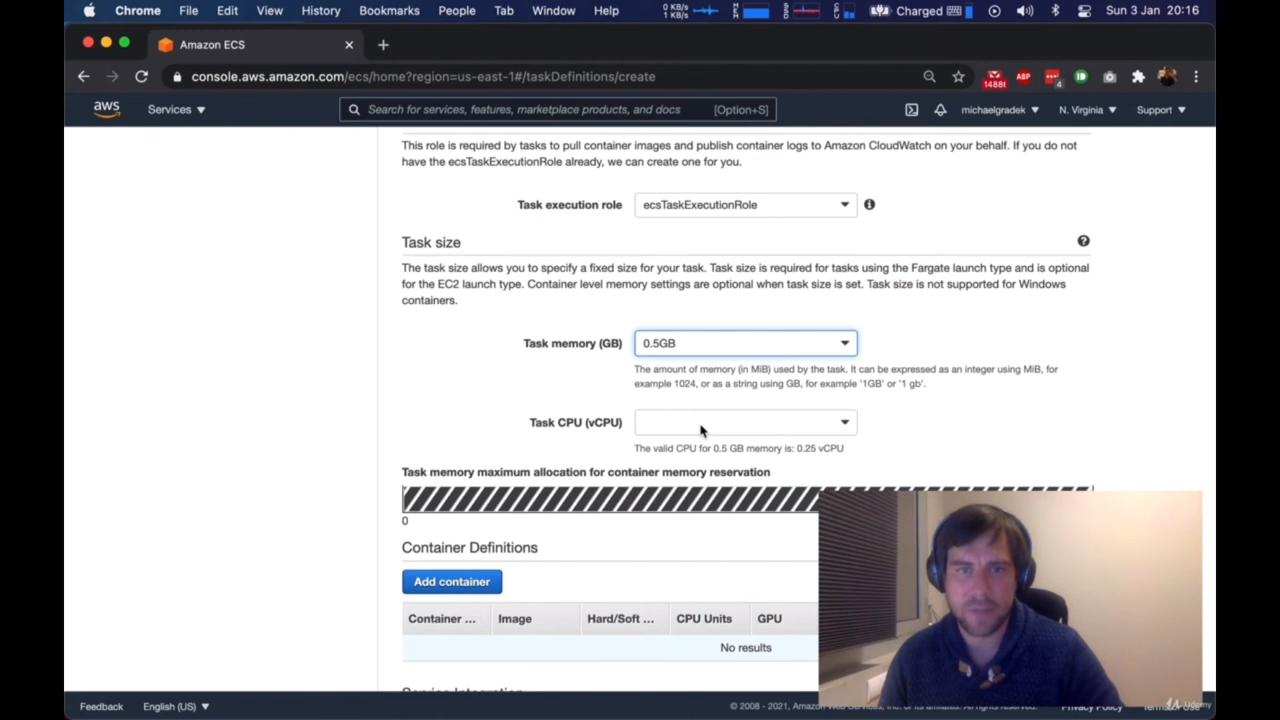 Chrome File Edit View History Bookmarks People Tab Window Help 0 KB/s 1 KB/s Charged Sun 3 Jan 20:16
Amazon ECS
console.aws.amazon.com/ecs/home?region=us-east-1#/taskDefinitions/create ABP 4
aws Services Search for services, features, marketplace products, and docs [Option+S] michaelgradek N. Virginia Support
This role is required by tasks to pull container images and publish container logs to Amazon CloudWatch on your behalf. If you do not
have the ecsTaskExecutionRole already, we can create one for you.
Task execution role ecsTaskExecutionRole
Task size
The task size allows you to specify a fixed size for your task. Task size is required for tasks using the Fargate launch type and is optional
for the EC2 launch type. Container level memory settings are optional when task size is set. Task size is not supported for Windows
containers.
Task memory (GB) 0.5GB
The amount of memory (in MiB) used by the task. It can be expressed as an integer using MiB, for
example 1024, or as a string using GB, for example '1GB' or '1 gb'.
Task CPU (vCPU)
The valid CPU for 0.5 GB memory is: 0.25 vCPU
Task memory maximum allocation for container memory reservation
0
Container Definitions
Add container
Container ... Image Hard/Soft ... CPU Units GPU
No results
Feedback English (US) © 2008 - 2021, Amazon Privacy Policy Terms of Use
Udemy